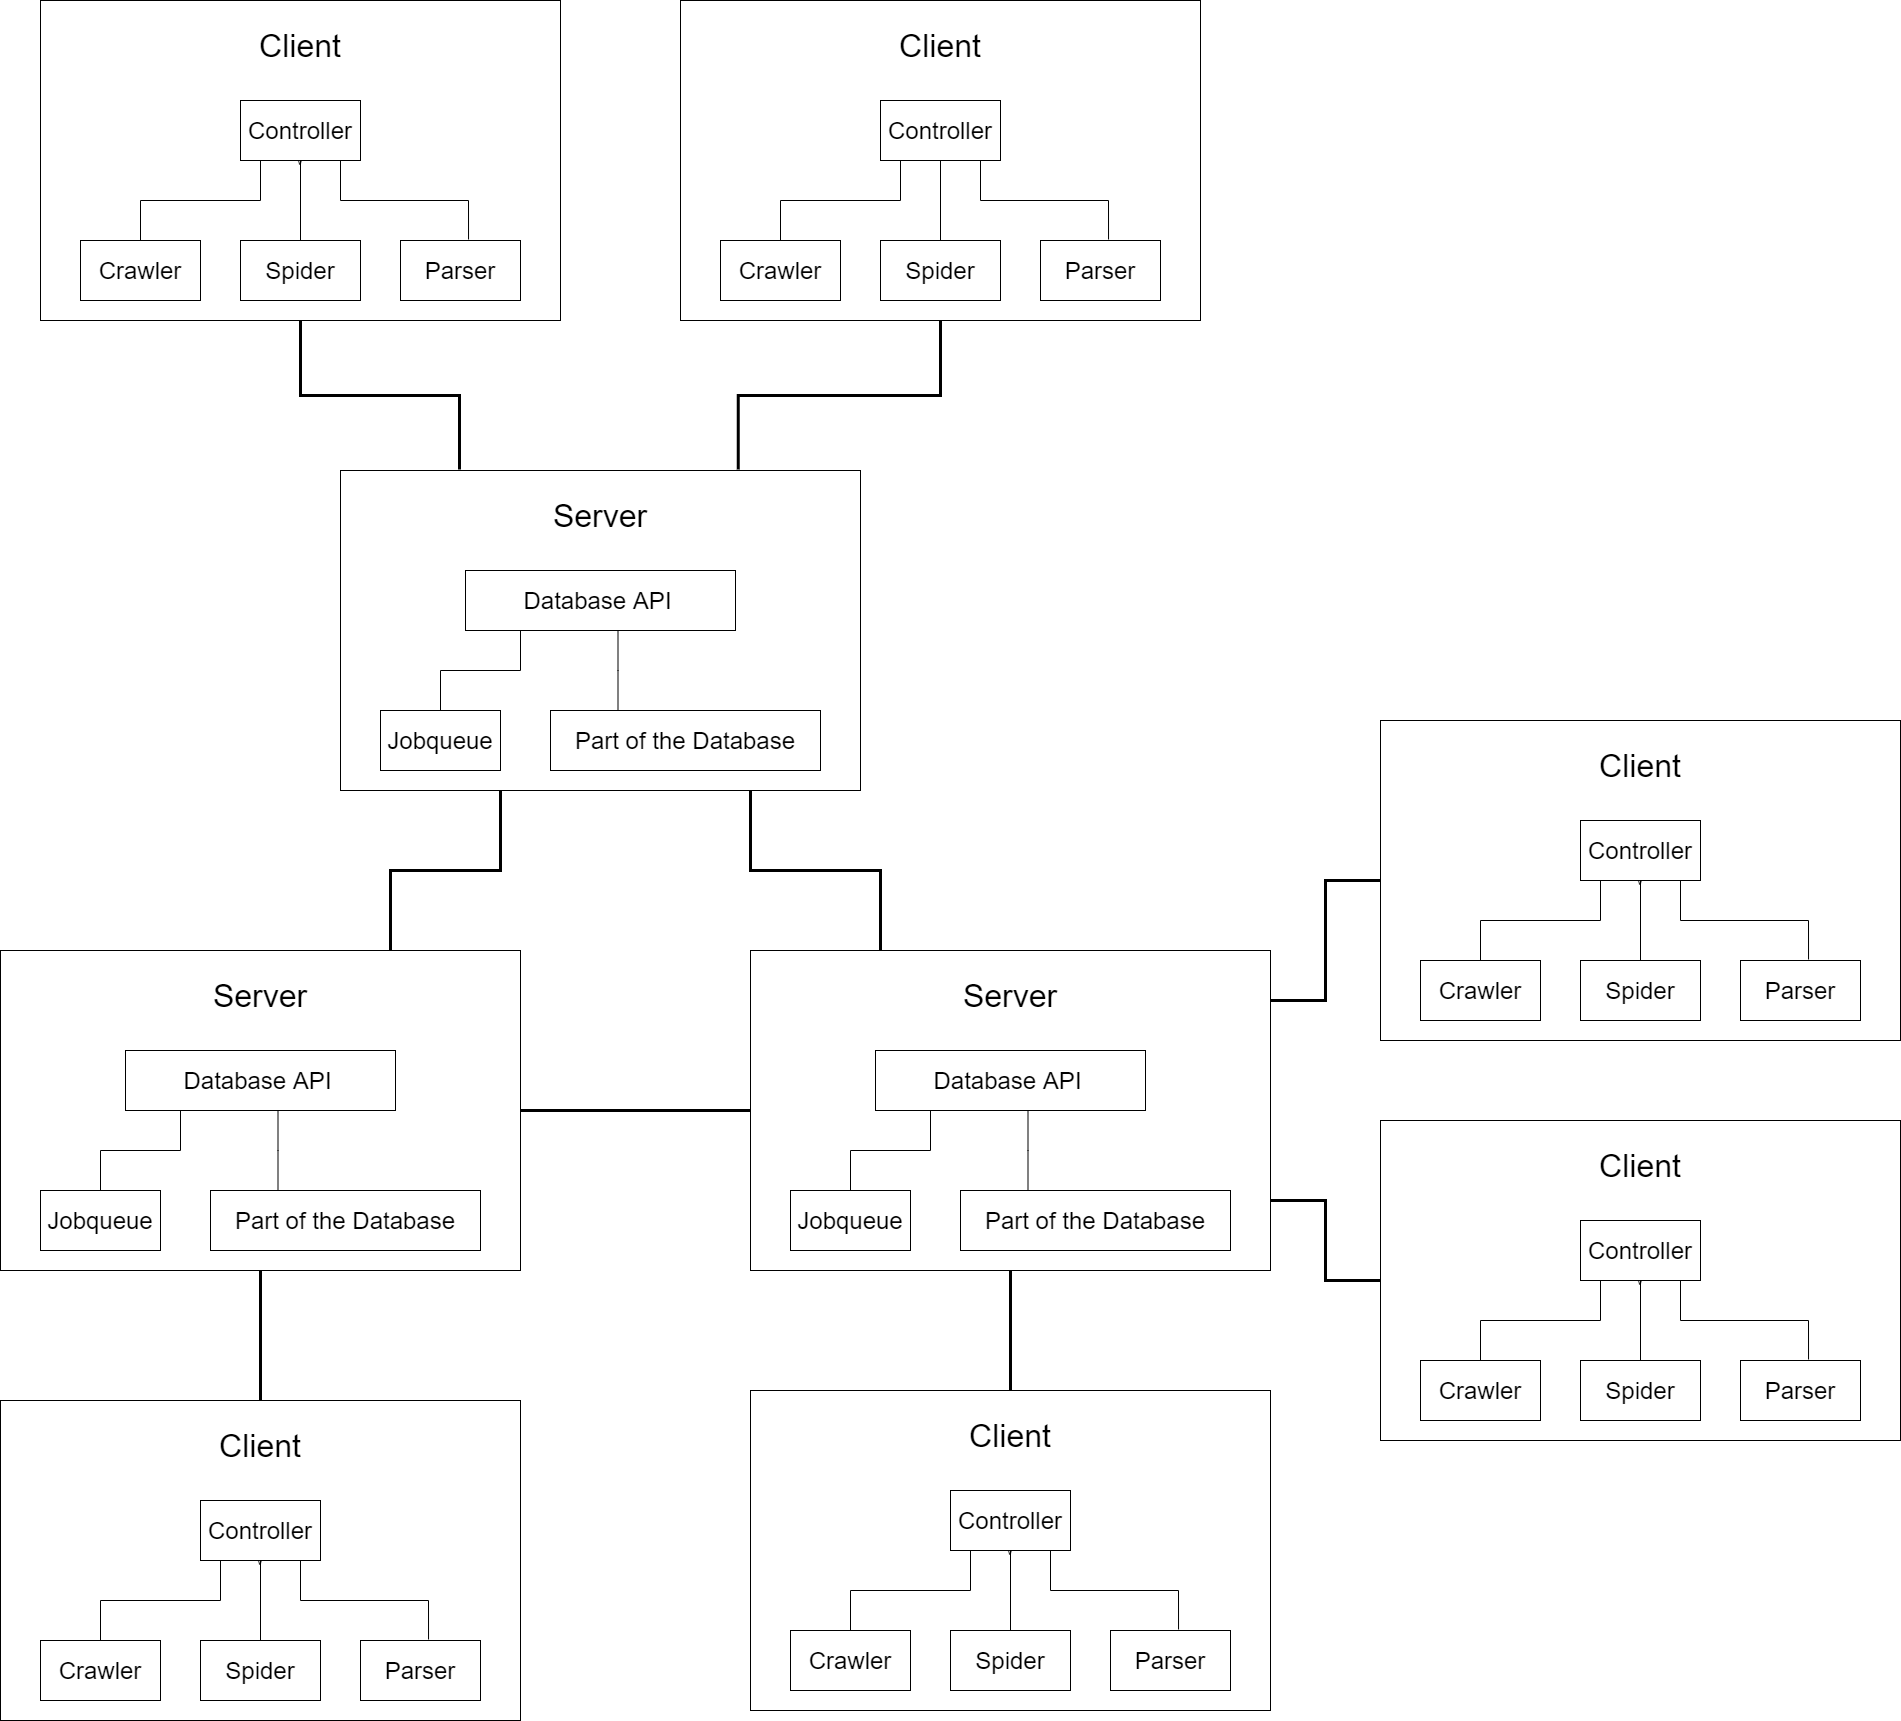 Client
Controller
Crawler
Spider
Parser
Client
Controller
Crawler
Spider
Parser
Server
Database API
Jobqueue
Part of the Database
Client
Controller
Crawler
Spider
Parser
Server
Database API
Jobqueue
Part of the Database
Server
Database API
Jobqueue
Part of the Database
Client
Controller
Crawler
Spider
Parser
Client
Controller
Crawler
Spider
Parser
Client
Controller
Crawler
Spider
Parser